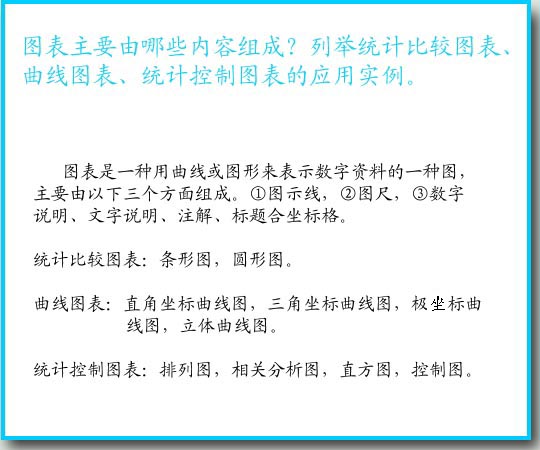 图表主要由哪些内容组成？列举统计比较图表、
曲线图表、统计控制图表的应用实例。
图表是一种用曲线或图形来表示数字资料的一种图，
主要由以下三个方面组成。①图示线，②图尺，③数字
说明、文字说明、注解、标题合坐标格。
统计比较图表：条形图，圆形图。
曲线图表：直角坐标曲线图，三角坐标曲线图，极坐标曲
线图，立体曲线图。
统计控制图表：排列图，相关分析图，直方图，控制图。